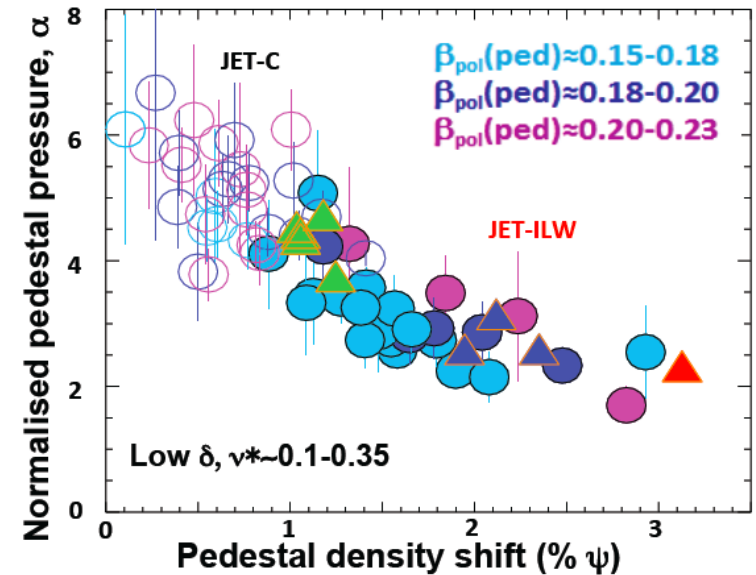 8
6
4
2
0
0
1
2
3
Normalised pedestal pressure, α
JET-C
βpol(ped)≈0.15-0.18
βpol(ped)≈0.18-0.20
βpol(ped)≈0.20-0.23
JET-ILW
Low δ, ν*~0.1-0.35
Pedestal density shift (% ψ)